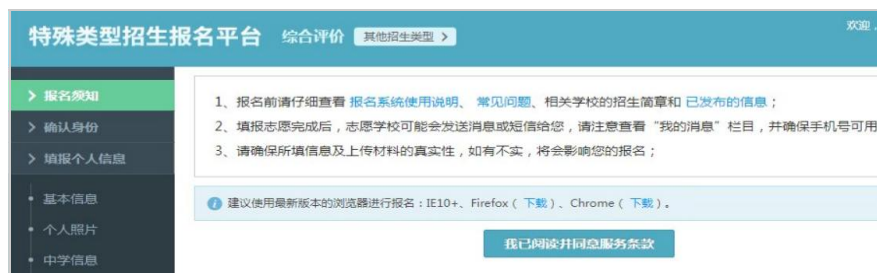 特殊类型招生报名平台 综合评价 其他招生类型 >
欢迎，
> 报名须知
> 确认身份
> 填报个人信息
• 基本信息
• 个人照片
• 中学信息
1、报名前请仔细查看 报名系统使用说明、 常见问题、相关学校的招生简章和 已发布的信息；
2、填报志愿完成后，志愿学校可能会发送消息或短信给您，请注意查看“我的消息”栏目，并确保手机号可用
3、请确保所填信息及上传材料的真实性，如有不实，将会影响您的报名；
建议使用最新版本的浏览器进行报名：IE10+、Firefox（ 下载）、Chrome（ 下载）。
我已阅读并同意服务条款